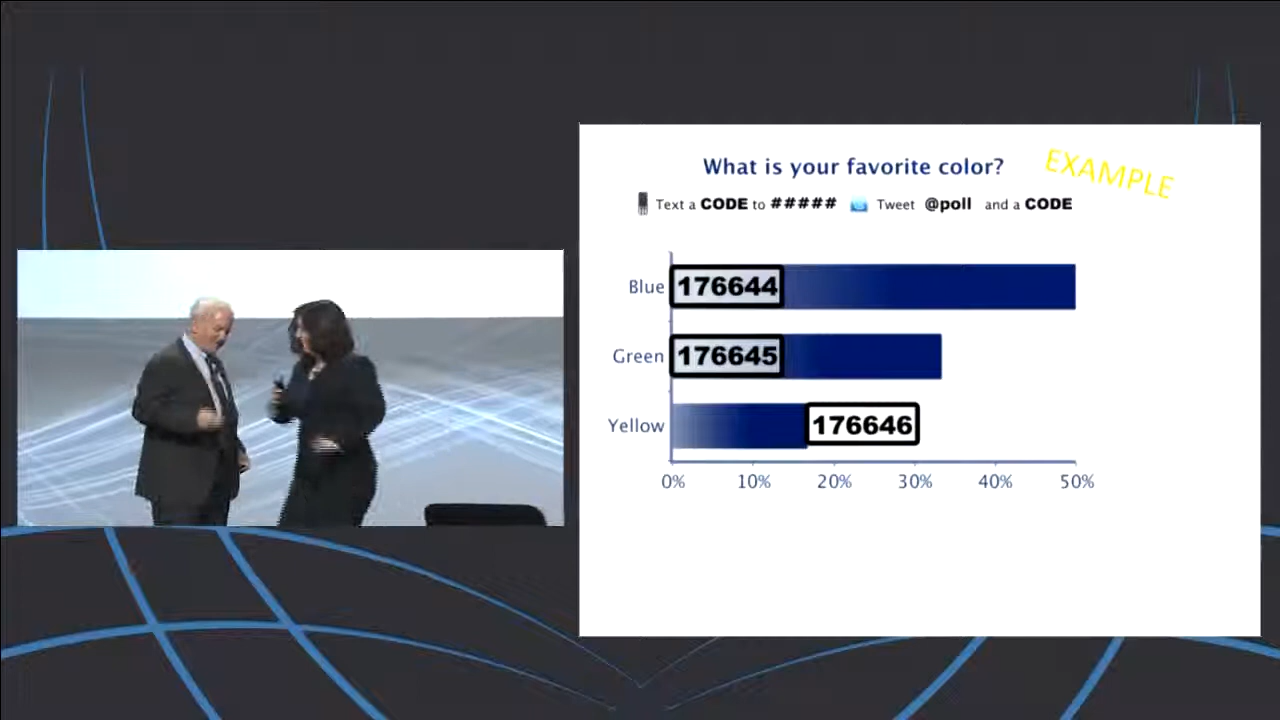 What is your favorite color?
EXAMPLE
Text a CODE to ##### Tweet @poll and a CODE
Blue 176644
Green 176645
Yellow 176646
0% 10% 20% 30% 40% 50%